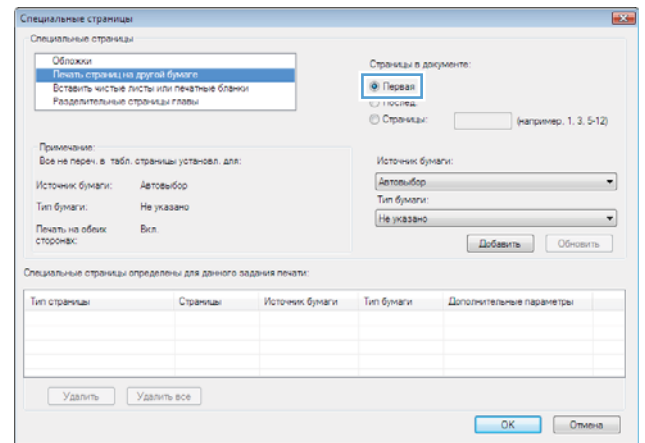 Специальные страницы
Специальные страницы
Обложки
Печать страниц на другой бумаге
Вставить чистые листы или печатные бланки
Разделительные страницы главы
Страницы в документе:
Первая
Послед.
Страницы: (например, 1, 3, 5-12)
Примечание:
Все не переч. в табл. страницы установл. для:
Источник бумаги: Автовыбор
Тип бумаги: Не указано
Печать на обеих сторонах: Вкл.
Источник бумаги:
Автовыбор
Тип бумаги:
Не указано
Добавить Обновить
Специальные страницы определены для данного задания печати:
Тип страницы Страницы Источник бумаги Тип бумаги Дополнительные параметры
Удалить Удалить все
OK Отмена